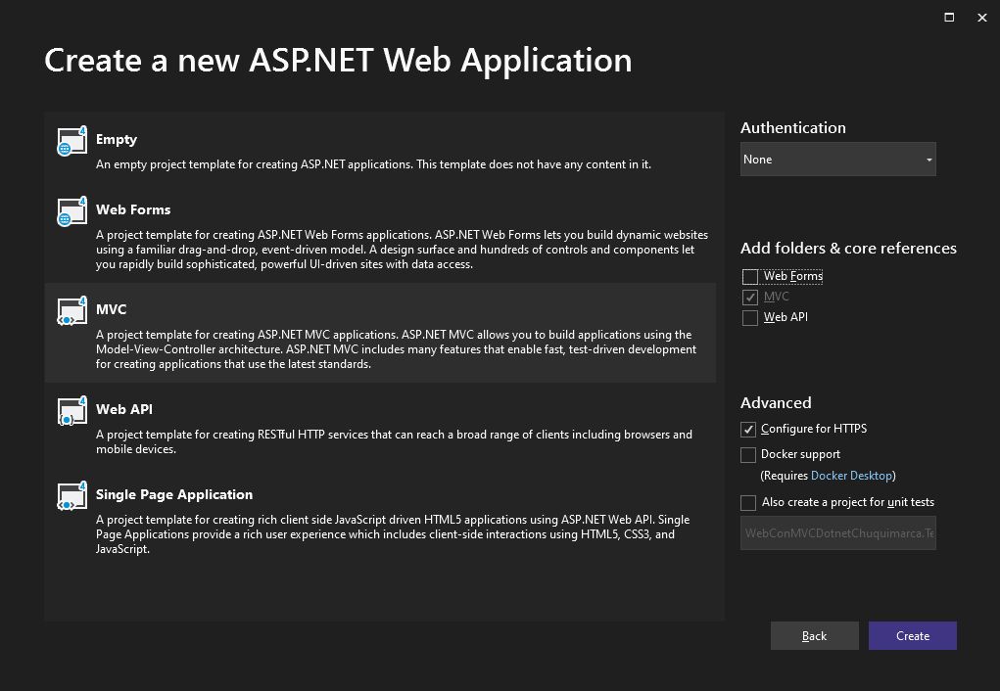 Create a new ASP.NET Web Application
Empty
An empty project template for creating ASP.NET applications. This template does not have any content in it.
Web Forms
A project template for creating ASP.NET Web Forms applications. ASP.NET Web Forms lets you build dynamic websites
using a familiar drag-and-drop, event-driven model. A design surface and hundreds of controls and components let
you rapidly build sophisticated, powerful UI-driven sites with data access.
MVC
A project template for creating ASP.NET MVC applications. ASP.NET MVC allows you to build applications using the
Model-View-Controller architecture. ASP.NET MVC includes many features that enable fast, test-driven development
for creating applications that use the latest standards.
Web API
A project template for creating RESTful HTTP services that can reach a broad range of clients including browsers and
mobile devices.
Single Page Application
A project template for creating rich client side JavaScript driven HTML5 applications using ASP.NET Web API. Single
Page Applications provide a rich user experience which includes client-side interactions using HTML5, CSS3, and
JavaScript.
Authentication
None
Add folders & core references
Web Forms
MVC
Web API
Advanced
Configure for HTTPS
Docker support
(Requires Docker Desktop)
Also create a project for unit tests
WebConMVCDotnetChuquimarca.Te
Back
Create